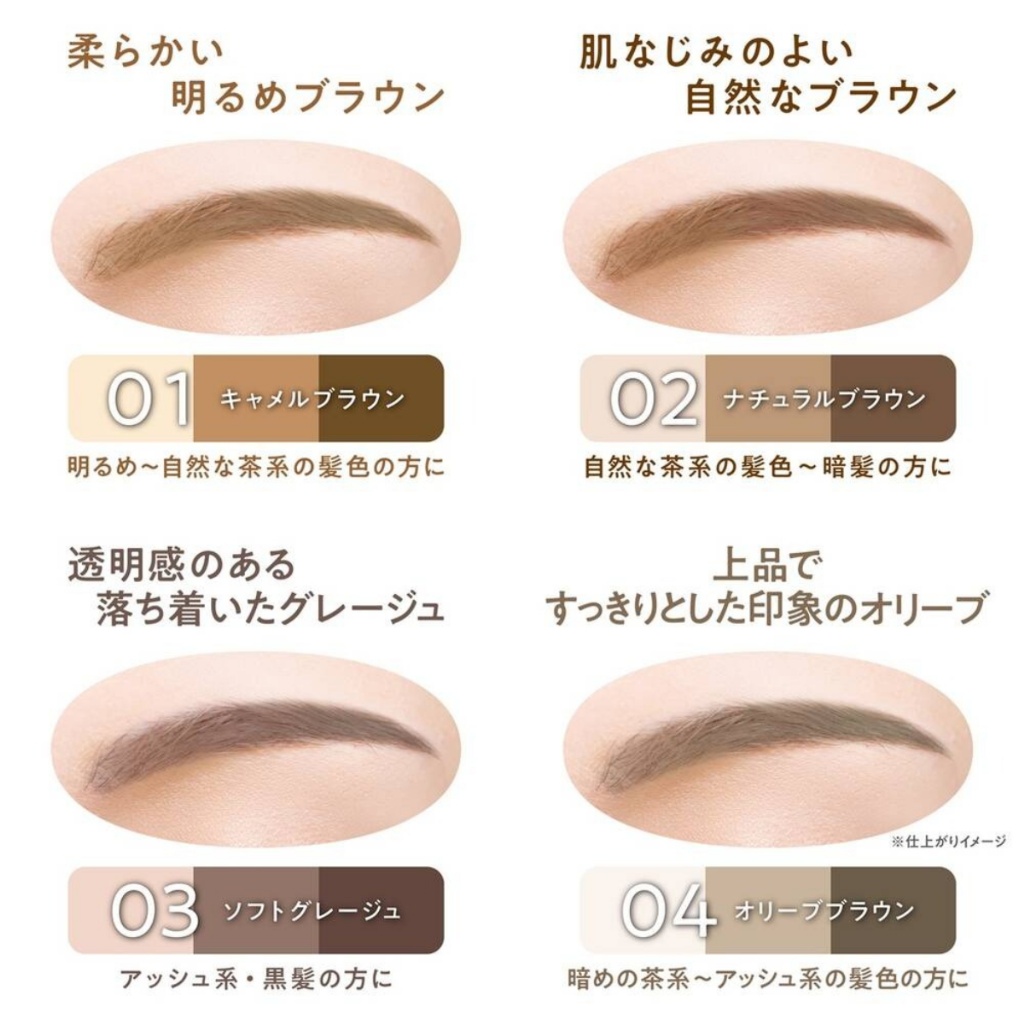 柔らかい
明るめブラウン
肌なじみのよい
自然なブラウン
01 キャメルブラウン
明るめ〜自然な茶系の髪色の方に
02 ナチュラルブラウン
自然な茶系の髪色〜暗髪の方に
透明感のある
落ち着いたグレージュ
上品で
すっきりとした印象のオリーブ
※仕上がりイメージ
03 ソフトグレージュ
アッシュ系・黒髪の方に
04 オリーブブラウン
暗めの茶系〜アッシュ系の髪色の方に